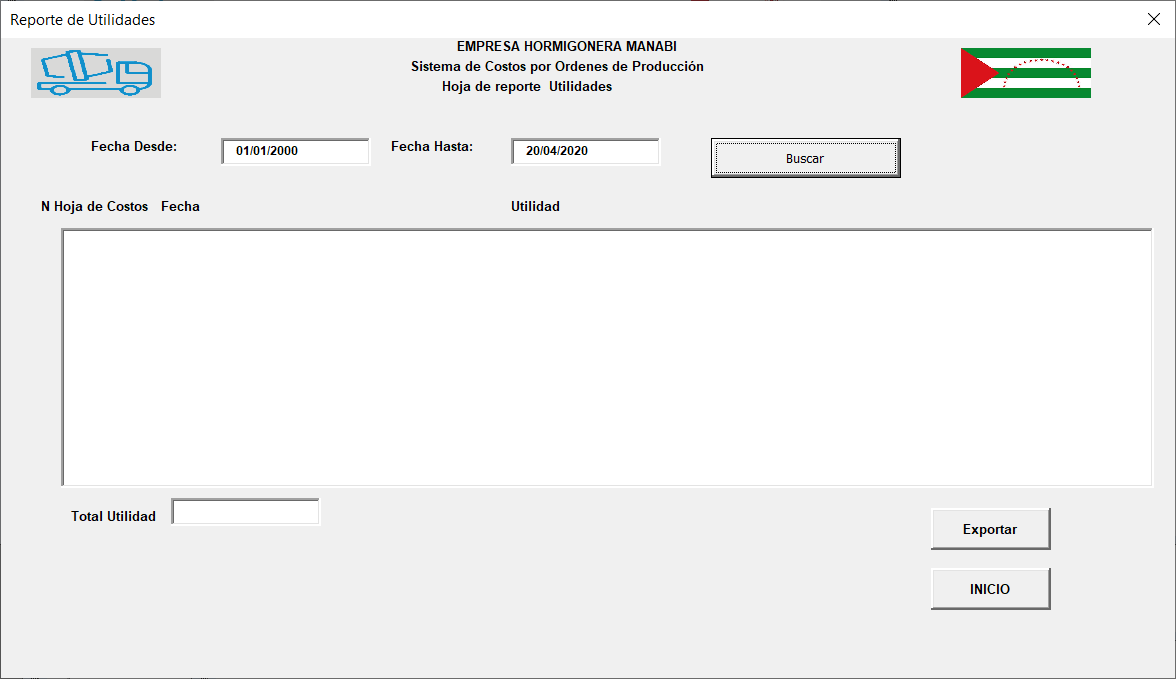 Reporte de Utilidades
EMPRESA HORMIGONERA MANABI
Sistema de Costos por Ordenes de Producción
Hoja de reporte Utilidades
Fecha Desde: 01/01/2000 Fecha Hasta: 20/04/2020 Buscar
N Hoja de Costos Fecha Utilidad
Total Utilidad
Exportar
INICIO